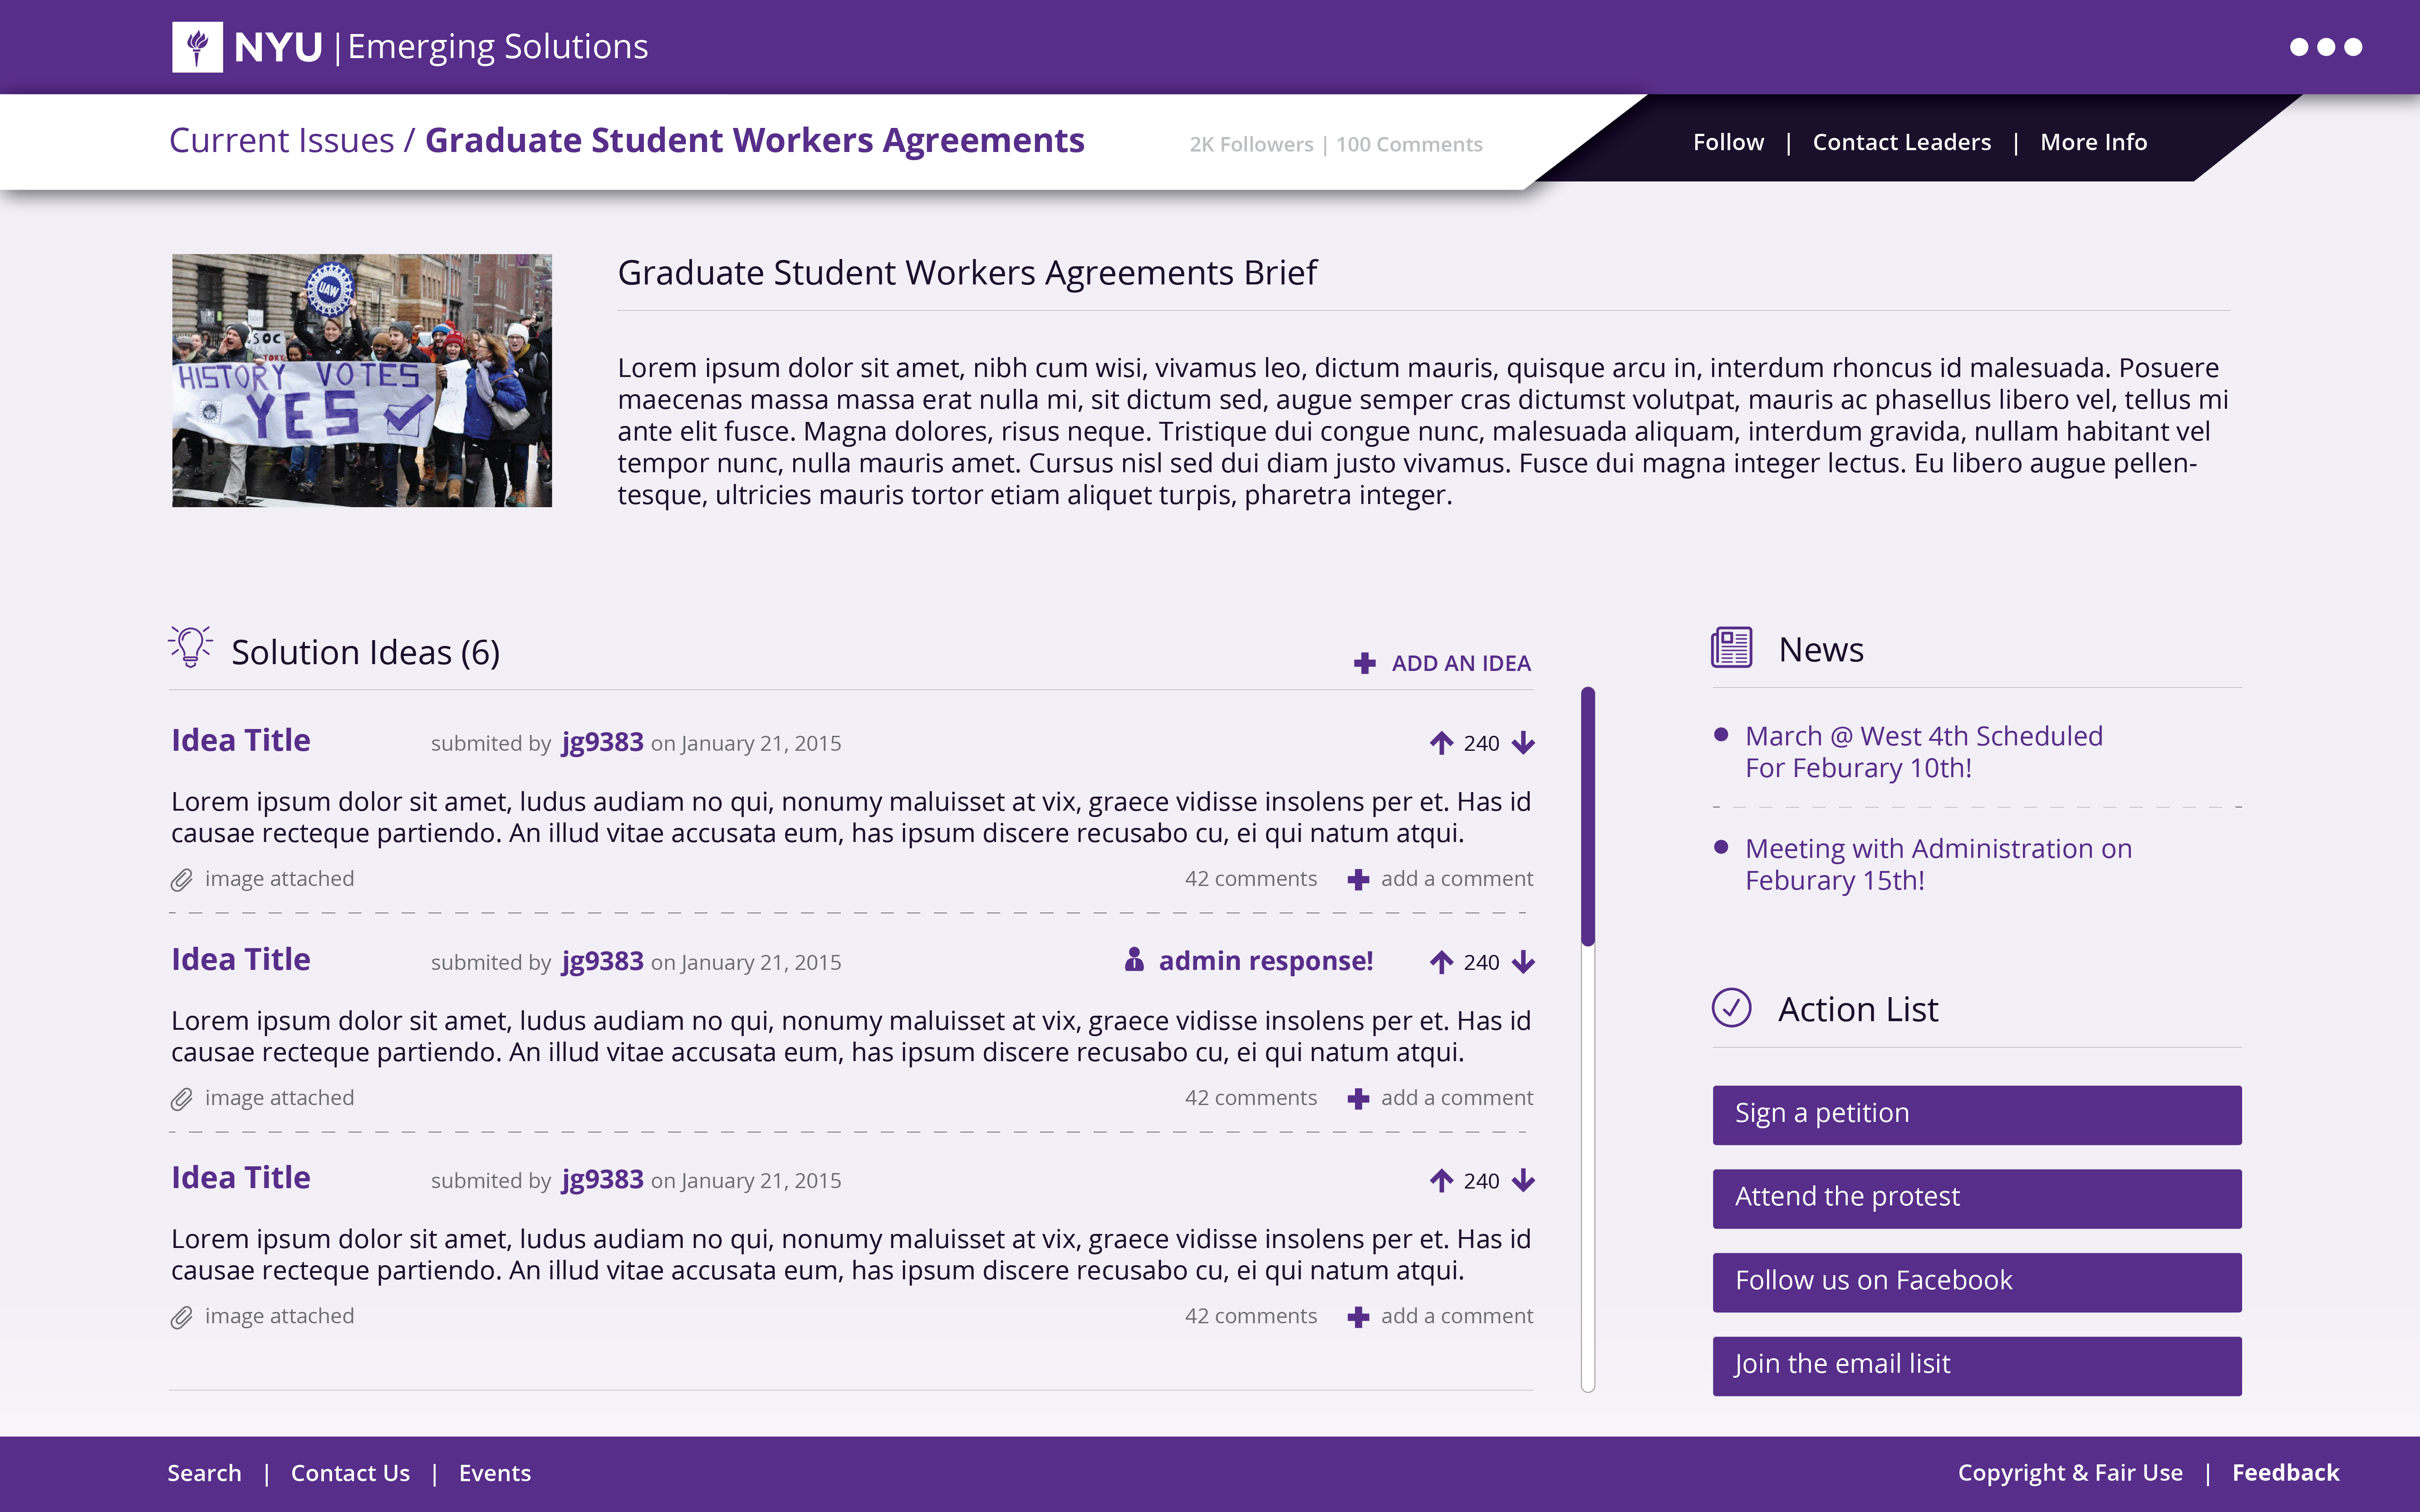 NYU | Emerging Solutions
Current Issues / Graduate Student Workers Agreements
2K Followers | 100 Comments
Follow | Contact Leaders | More Info
UAW
SOC
TORY
HISTORY VOTES
YES
Graduate Student Workers Agreements Brief
Lorem ipsum dolor sit amet, nibh cum wisi, vivamus leo, dictum mauris, quisque arcu in, interdum rhoncus id malesuada. Posuere
maecenas massa massa erat nulla mi, sit dictum sed, augue semper cras dictumst volutpat, mauris ac phasellus libero vel, tellus mi
ante elit fusce. Magna dolores, risus neque. Tristique dui congue nunc, malesuada aliquam, interdum gravida, nullam habitant vel
tempor nunc, nulla mauris amet. Cursus nisl sed dui diam justo vivamus. Fusce dui magna integer lectus. Eu libero augue pellen-
tesque, ultricies mauris tortor etiam aliquet turpis, pharetra integer.
Solution Ideas (6)
ADD AN IDEA
Idea Title submited by jg9383 on January 21, 2015 240
Lorem ipsum dolor sit amet, ludus audiam no qui, nonumy maluisset at vix, graece vidisse insolens per et. Has id
causae recteque partiendo. An illud vitae accusata eum, has ipsum discere recusabo cu, ei qui natum atqui.
image attached 42 comments add a comment
Idea Title submited by jg9383 on January 21, 2015 admin response! 240
Lorem ipsum dolor sit amet, ludus audiam no qui, nonumy maluisset at vix, graece vidisse insolens per et. Has id
causae recteque partiendo. An illud vitae accusata eum, has ipsum discere recusabo cu, ei qui natum atqui.
image attached 42 comments add a comment
Idea Title submited by jg9383 on January 21, 2015 240
Lorem ipsum dolor sit amet, ludus audiam no qui, nonumy maluisset at vix, graece vidisse insolens per et. Has id
causae recteque partiendo. An illud vitae accusata eum, has ipsum discere recusabo cu, ei qui natum atqui.
image attached 42 comments add a comment
News
March @ West 4th Scheduled
For Feburary 10th!
Meeting with Administration on
Feburary 15th!
Action List
Sign a petition
Attend the protest
Follow us on Facebook
Join the email lisit
Search | Contact Us | Events
Copyright & Fair Use | Feedback